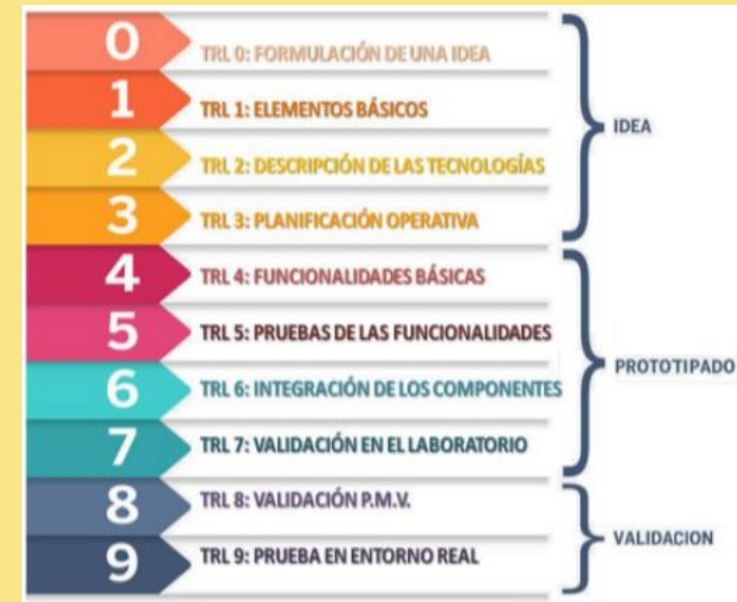 0 TRL 0: FORMULACIÓN DE UNA IDEA
1 TRL 1: ELEMENTOS BÁSICOS
IDEA
2 TRL 2: DESCRIPCIÓN DE LAS TECNOLOGÍAS
3 TRL 3: PLANIFICACIÓN OPERATIVA
4 TRL 4: FUNCIONALIDADES BÁSICAS
5 TRL 5: PRUEBAS DE LAS FUNCIONALIDADES
PROTOTIPADO
6 TRL 6: INTEGRACIÓN DE LOS COMPONENTES
7 TRL 7: VALIDACIÓN EN EL LABORATORIO
8 TRL 8: VALIDACIÓN P.M.V.
VALIDACION
9 TRL 9: PRUEBA EN ENTORNO REAL